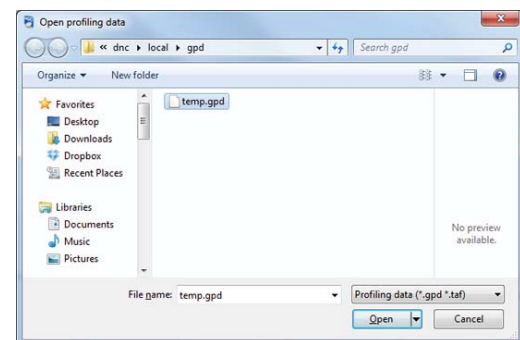 Open profiling data
« dnc ▸ local ▸ gpd
Search gpd
Organize
New folder
Favorites
Desktop
Downloads
Dropbox
Recent Places
Libraries
Documents
Music
Pictures
temp.gpd
No preview
available.
File name: temp.gpd
Profiling data (*.gpd *.taf)
Open
Cancel